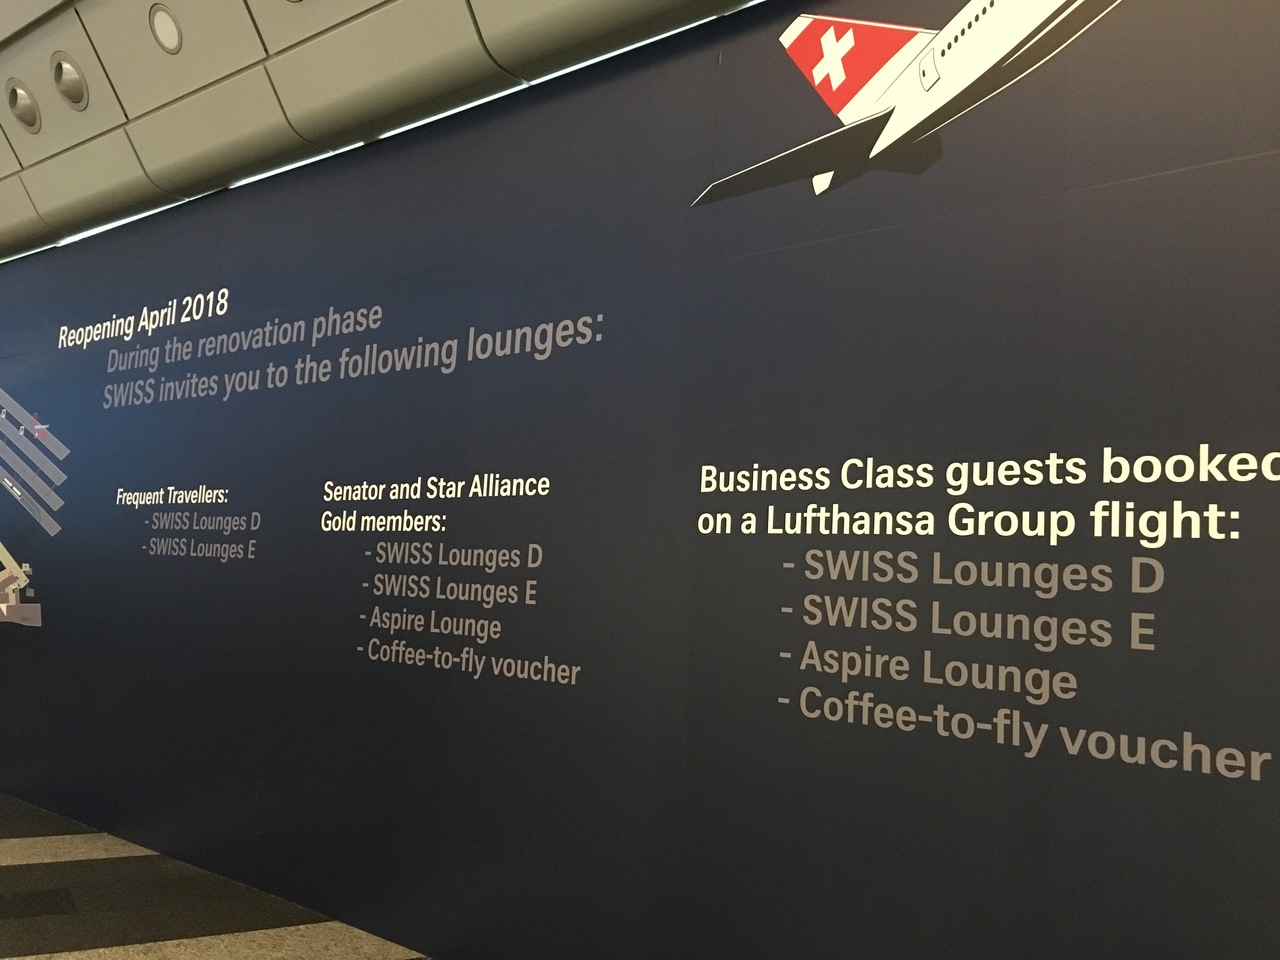 Reopening April 2018
During the renovation phase
SWISS invites you to the following lounges:
Frequent Travellers:
- SWISS Lounges D
- SWISS Lounges E
Senator and Star Alliance
Gold members:
- SWISS Lounges D
- SWISS Lounges E
- Aspire Lounge
- Coffee-to-fly voucher
Business Class guests booked
on a Lufthansa Group flight:
- SWISS Lounges D
- SWISS Lounges E
- Aspire Lounge
- Coffee-to-fly voucher